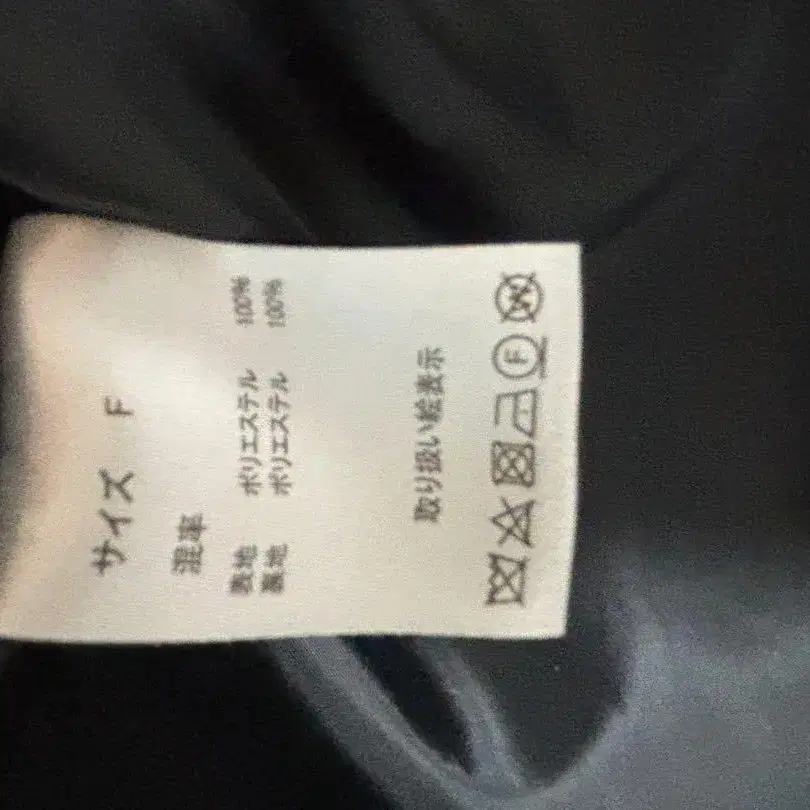 サイズ F
混率
表地 ポリエステル 100%
裏地 ポリエステル 100%
取り扱い絵表示
F W